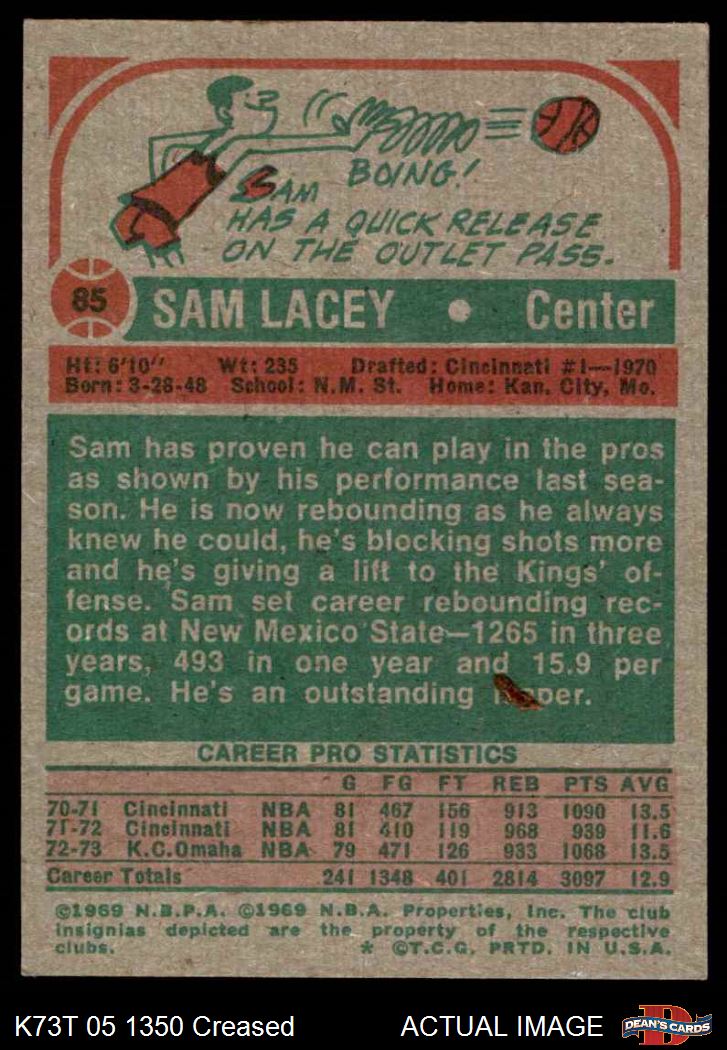 BOING!
SAM
HAS A QUICK RELEASE
ON THE OUTLET PASS.
85 SAM LACEY • Center
Ht: 6'10" Wt: 235 Drafted: Cincinnati #1—1970
Born: 3-28-48 School: N.M. St. Home: Kan. City, Mo.
Sam has proven he can play in the pros
as shown by his performance last sea-
son. He is now rebounding as he always
knew he could, he's blocking shots more
and he's giving a lift to the Kings' of-
fense. Sam set career rebounding rec-
ords at New Mexico State—1265 in three
years, 493 in one year and 15.9 per
game. He's an outstanding
CAREER PRO STATISTICS
G FG FT REB PTS AVG
70-71 Cincinnati NBA 81 467 156 913 1090 13.5
71-72 Cincinnati NBA 81 410 119 968 939 11.6
72-73 K.C.Omaha NBA 79 471 126 933 1068 13.5
Career Totals 241 1348 401 2814 3097 12.9
©1969 N.B.P.A. ©1969 N.B.A. Properties, Inc. The club
insignias depicted are the property of the respective
clubs. * ©T.C.G. PRTD. IN U.S.A.
K73T 05 1350 Creased ACTUAL IMAGE
D
DEAN'S CARDS